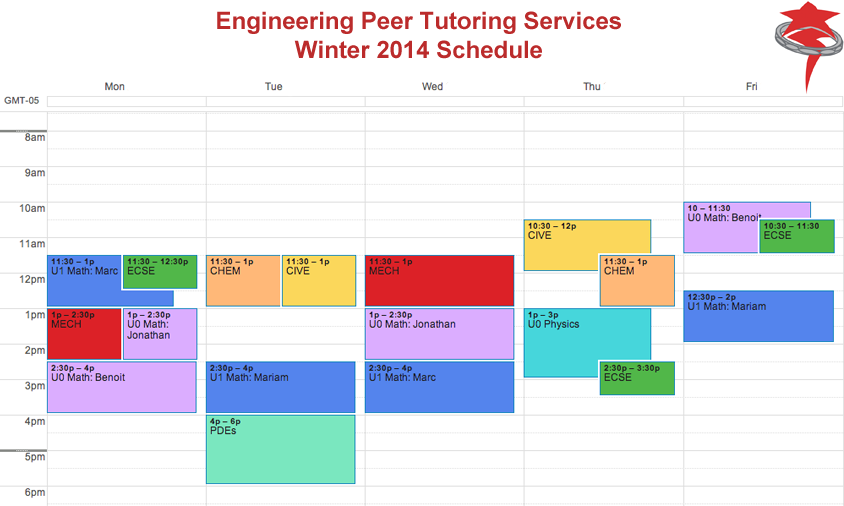 Engineering Peer Tutoring Services
Winter 2014 Schedule
Mon Tue Wed Thu Fri
GMT-05
8am
9am
10am
11am
12pm
1pm
2pm
3pm
4pm
5pm
6pm
11:30 – 1p
U1 Math: Marc
11:30 – 12:30p
ECSE
1p – 2:30p
MECH
1p – 2:30p
U0 Math:
Jonathan
2:30p – 4p
U0 Math: Benoit
11:30 – 1p
CHEM
11:30 – 1p
CIVE
2:30p – 4p
U1 Math: Mariam
4p – 6p
PDEs
11:30 – 1p
MECH
1p – 2:30p
U0 Math: Jonathan
2:30p – 4p
U1 Math: Marc
10:30 – 12p
CIVE
11:30 – 1p
CHEM
1p – 3p
U0 Physics
2:30p – 3:30p
ECSE
10 – 11:30
U0 Math: Benoit
10:30 – 11:30
ECSE
12:30p – 2p
U1 Math: Mariam